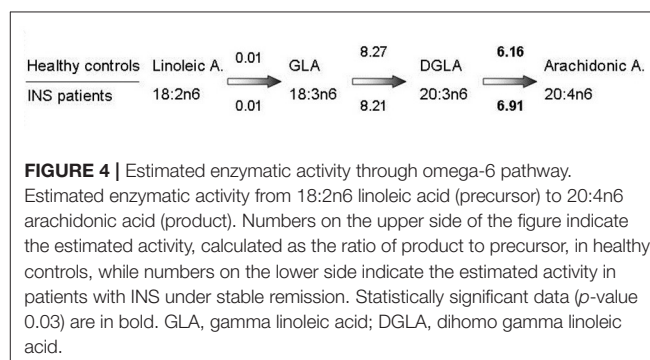 0.01 8.27 6.16
Healthy controls Linoleic A. GLA DGLA Arachidonic A.
INS patients 18:2n6 18:3n6 20:3n6 20:4n6
0.01 8.21 6.91
FIGURE 4 | Estimated enzymatic activity through omega-6 pathway.
Estimated enzymatic activity from 18:2n6 linoleic acid (precursor) to 20:4n6
arachidonic acid (product). Numbers on the upper side of the figure indicate
the estimated activity, calculated as the ratio of product to precursor, in healthy
controls, while numbers on the lower side indicate the estimated activity in
patients with INS under stable remission. Statistically significant data (p-value
0.03) are in bold. GLA, gamma linoleic acid; DGLA, dihomo gamma linoleic
acid.